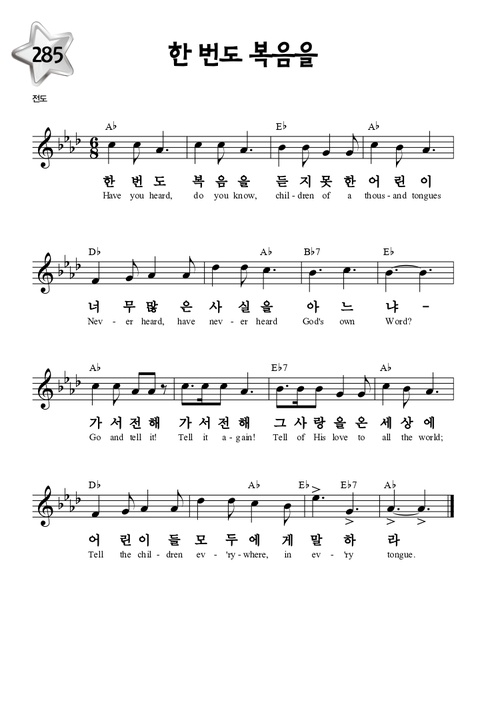 285
한 번도 복음을
전도
A♭ E♭ A♭
6
8
한 번 도 복 음 을 듣 지 못 한 어 린 이
Have you heard, do you know, chil - dren of a thous - and tongues
D♭ A♭ B♭7 E♭
너 무 많 은 사 실 을 아 느 냐 -
Nev - er heard, have nev - er heard God's own Word?
A♭ E♭7 A♭
가 서 전 해 가 서 전 해 그 사 랑 을 온 세 상 에
Go and tell it! Tell it a - gain! Tell of His love to all the world;
D♭ A♭ E♭ E♭7 A♭
어 린 이 들 모 두 에 게 말 하 라
Tell the chil - dren ev - 'ry - where, in ev - 'ry tongue.